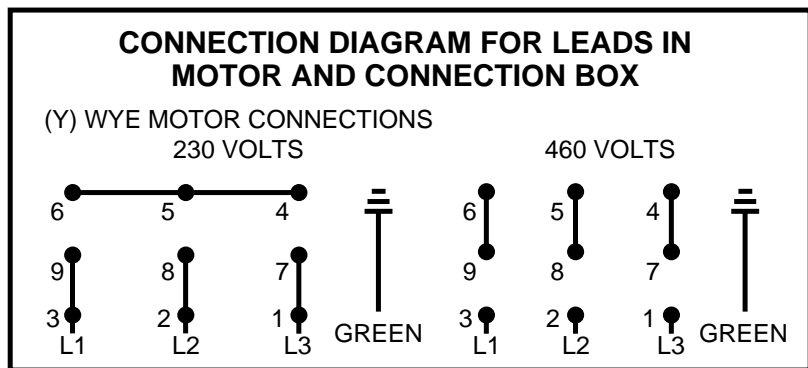 CONNECTION DIAGRAM FOR LEADS IN
MOTOR AND CONNECTION BOX
(Y) WYE MOTOR CONNECTIONS
230 VOLTS 460 VOLTS
6 5 4 6 5 4
9 8 7 9 8 7
3 2 1 GREEN 3 2 1 GREEN
L1 L2 L3 L1 L2 L3